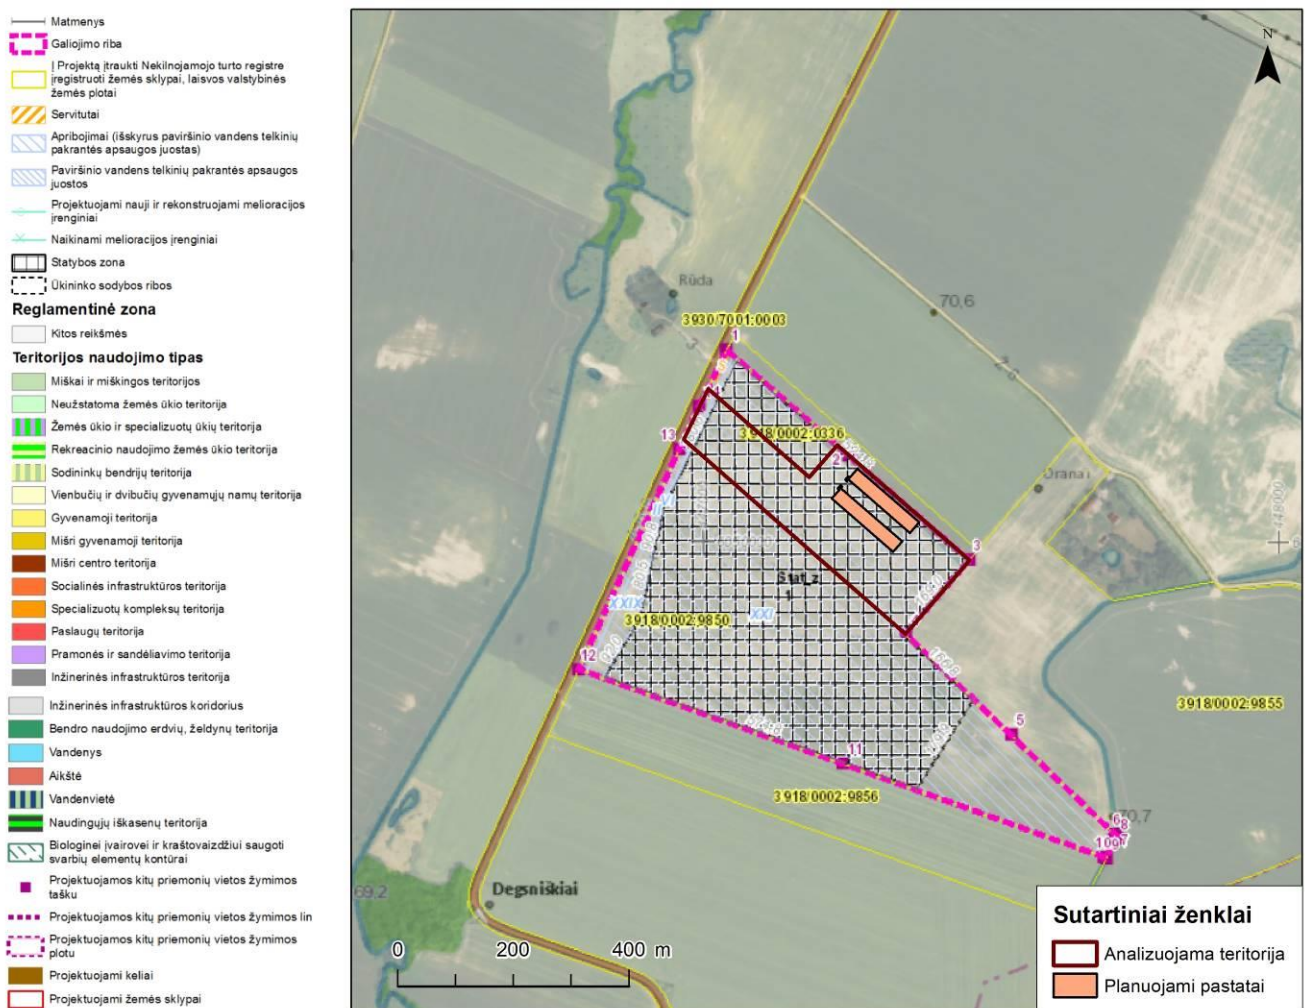 Matmenys
Galiojimo riba
Į Projektą įtraukti Nekilnojamojo turto registre
įregistruoti žemės sklypai, laisvos valstybinės
žemės plotai
Servitutai
Apribojimai (išskyrus paviršinio vandens telkinių
pakrantės apsaugos juostas)
Paviršinio vandens telkinių pakrantės apsaugos
juostos
Projektuojami nauji ir rekonstruojami melioracijos
įrenginiai
Naikinami melioracijos įrenginiai
Statybos zona
Ūkininko sodybos ribos
Reglamentinė zona
Kitos reikšmės
Teritorijos naudojimo tipas
Miškai ir miškingos teritorijos
Neužstatoma žemės ūkio teritorija
Žemės ūkio ir specializuotų ūkių teritorija
Rekreacinio naudojimo žemės ūkio teritorija
Sodininkų bendrijų teritorija
Vienbučių ir dvibučių gyvenamųjų namų teritorija
Gyvenamoji teritorija
Mišri gyvenamoji teritorija
Mišri centro teritorija
Socialinės infrastruktūros teritorija
Specializuotų kompleksų teritorija
Paslaugų teritorija
Pramonės ir sandėliavimo teritorija
Inžinerinės infrastruktūros teritorija
Inžinerinės infrastruktūros koridorius
Bendro naudojimo erdvių, želdynų teritorija
Vandenys
Aikštė
Vandenvietė
Naudingųjų iškasenų teritorija
Biologinei įvairovei ir kraštovaizdžiui saugoti
svarbių elementų kontūrai
Projektuojamos kitų priemonių vietos žymimos
tašku
Projektuojamos kitų priemonių vietos žymimos lin
Projektuojamos kitų priemonių vietos žymimos
plotu
Projektuojami keliai
Projektuojami žemės sklypai
N
Rūda
70,6
3930/7001:0003
1
13
3918/0002:0336
2
448000
3
Stat_z
1
XXIX
XXI
3918/0002:9850
12
3918/0002:9855
5
11
3918/0002:9856
70,7
6
8
7
10
9
69,2
Degsniškiai
0 200 400 m
Sutartiniai ženklai
Analizuojama teritorija
Planuojami pastatai